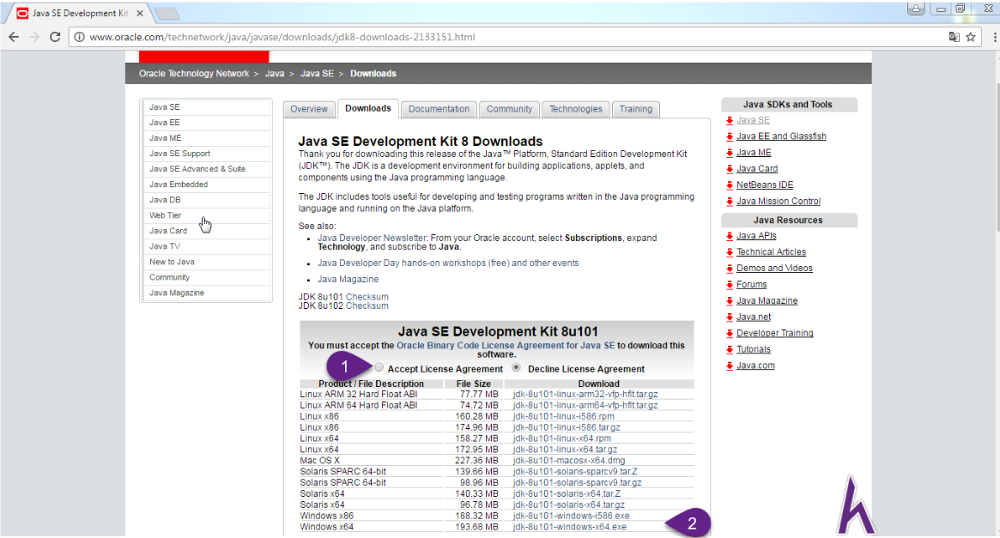 Java SE Development Kit
www.oracle.com/technetwork/java/javase/downloads/jdk8-downloads-2133151.html
Oracle Technology Network > Java > Java SE > Downloads
Java SE
Java EE
Java ME
Java SE Support
Java SE Advanced & Suite
Java Embedded
Java DB
Web Tier
Java Card
Java TV
New to Java
Community
Java Magazine
Overview Downloads Documentation Community Technologies Training
Java SE Development Kit 8 Downloads
Thank you for downloading this release of the Java™ Platform, Standard Edition Development Kit
(JDK™). The JDK is a development environment for building applications, applets, and
components using the Java programming language.
The JDK includes tools useful for developing and testing programs written in the Java programming
language and running on the Java platform.
See also:
Java Developer Newsletter: From your Oracle account, select Subscriptions, expand
Technology, and subscribe to Java.
Java Developer Day hands-on workshops (free) and other events
Java Magazine
JDK 8u101 Checksum
JDK 8u102 Checksum
Java SE Development Kit 8u101
You must accept the Oracle Binary Code License Agreement for Java SE to download this
software.
1 Accept License Agreement Decline License Agreement
Product / File Description File Size Download
Linux ARM 32 Hard Float ABI 77.77 MB jdk-8u101-linux-arm32-vfp-hflt.tar.gz
Linux ARM 64 Hard Float ABI 74.72 MB jdk-8u101-linux-arm64-vfp-hflt.tar.gz
Linux x86 160.28 MB jdk-8u101-linux-i586.rpm
Linux x86 174.96 MB jdk-8u101-linux-i586.tar.gz
Linux x64 158.27 MB jdk-8u101-linux-x64.rpm
Linux x64 172.95 MB jdk-8u101-linux-x64.tar.gz
Mac OS X 227.36 MB jdk-8u101-macosx-x64.dmg
Solaris SPARC 64-bit 139.66 MB jdk-8u101-solaris-sparcv9.tar.Z
Solaris SPARC 64-bit 98.96 MB jdk-8u101-solaris-sparcv9.tar.gz
Solaris x64 140.33 MB jdk-8u101-solaris-x64.tar.Z
Solaris x64 96.78 MB jdk-8u101-solaris-x64.tar.gz
Windows x86 188.32 MB jdk-8u101-windows-i586.exe
Windows x64 193.68 MB jdk-8u101-windows-x64.exe 2
Java SDKs and Tools
Java SE
Java EE and Glassfish
Java ME
Java Card
NetBeans IDE
Java Mission Control
Java Resources
Java APIs
Technical Articles
Demos and Videos
Forums
Java Magazine
Java.net
Developer Training
Tutorials
Java.com